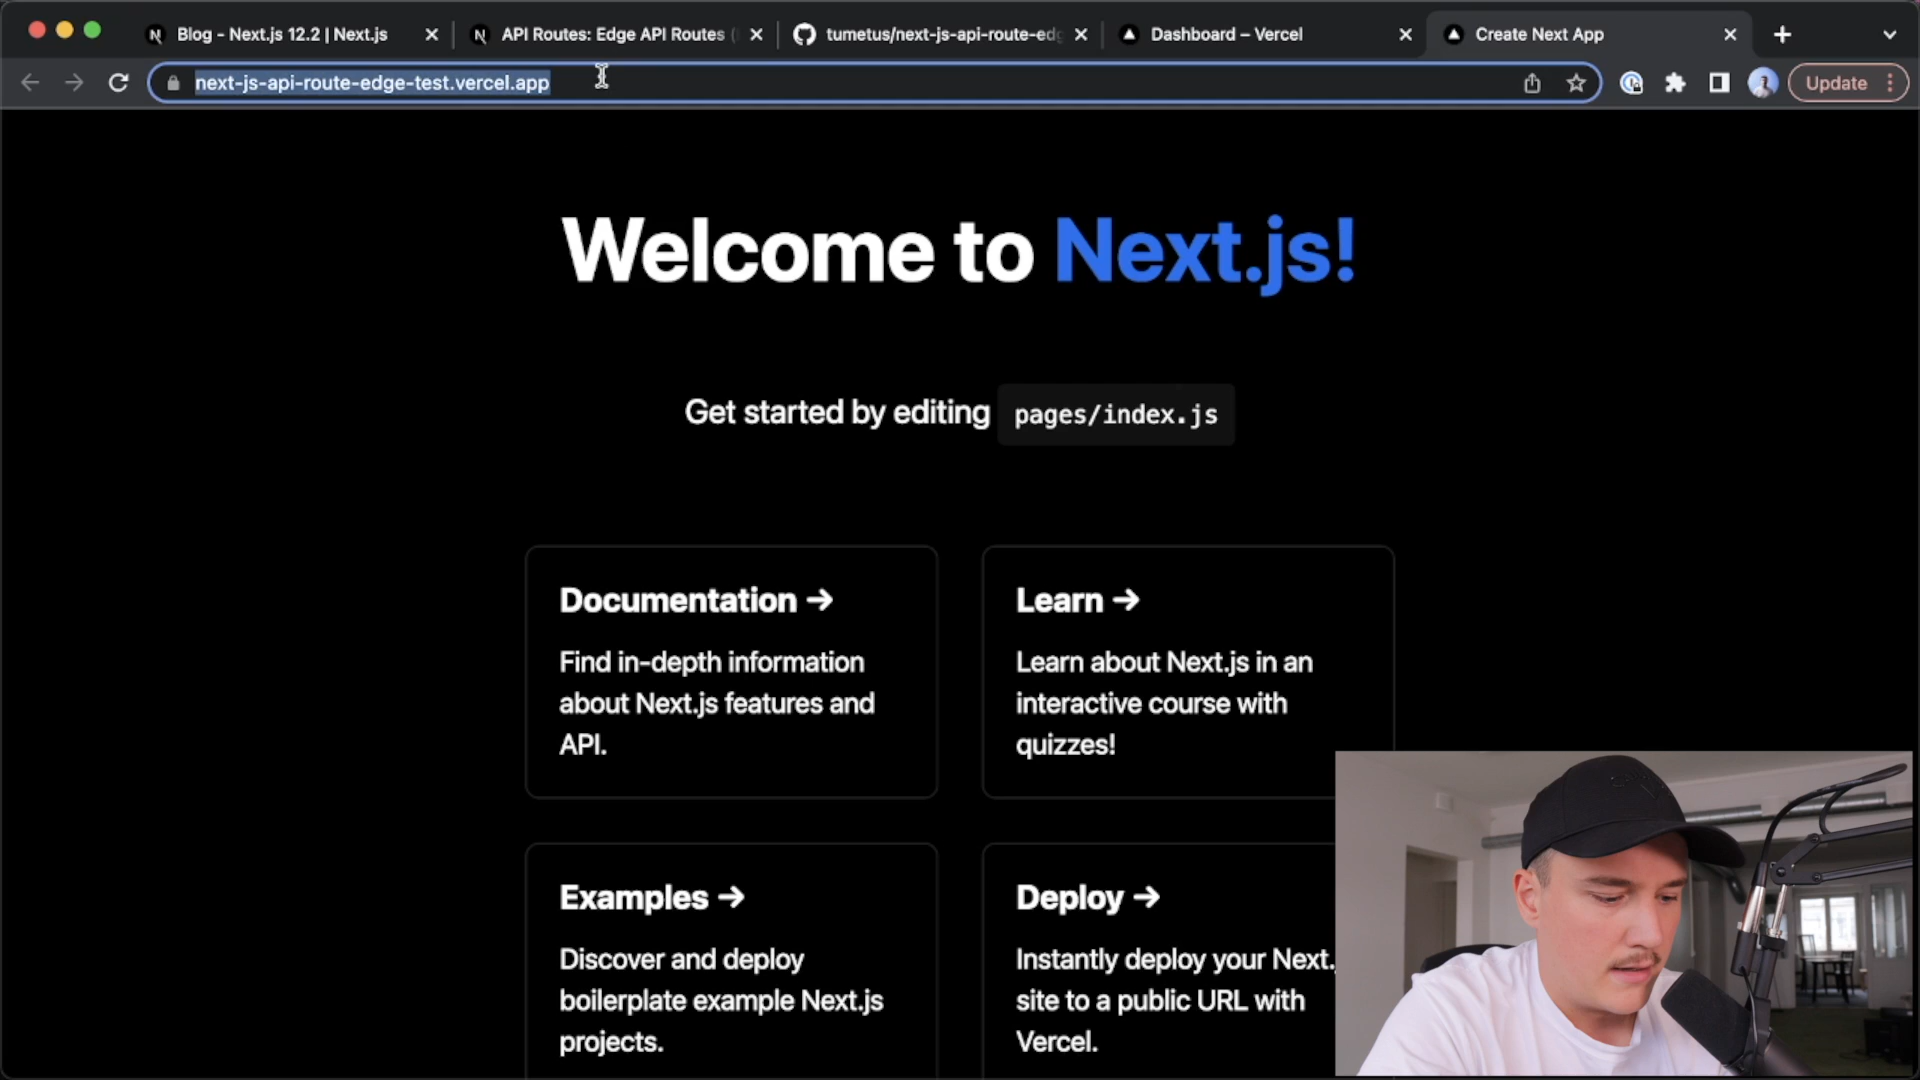 Blog - Next.js 12.2 | Next.js
API Routes: Edge API Routes (
tumetus/next-js-api-route-edg
Dashboard – Vercel
Create Next App
next-js-api-route-edge-test.vercel.app
Update
Welcome to Next.js!
Get started by editing pages/index.js
Documentation →
Find in-depth information
about Next.js features and
API.
Learn →
Learn about Next.js in an
interactive course with
quizzes!
Examples →
Discover and deploy
boilerplate example Next.js
projects.
Deploy →
Instantly deploy your Next.
site to a public URL with
Vercel.